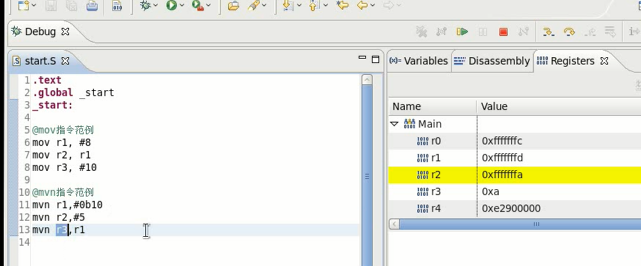 Debug
start.S
1 .text
2 .global _start
3 _start:
4
5 @mov指令范例
6 mov r1, #8
7 mov r2, r1
8 mov r3, #10
9
10 @mvn指令范例
11 mvn r1,#0b10
12 mvn r2,#5
13 mvn r3,r1
14
(x)= Variables Disassembly Registers
Name Value
Main
r0 0xfffffffc
r1 0xfffffffd
r2 0xfffffffa
r3 0xa
r4 0xe2900000